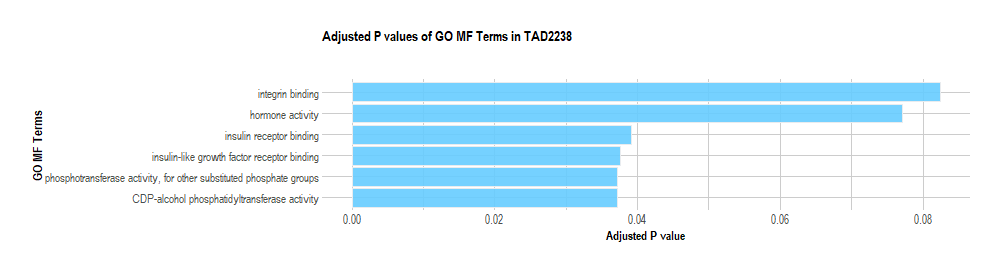 Adjusted P values of GO MF Terms in TAD2238
GO MF Terms
integrin binding
hormone activity
insulin receptor binding
insulin-like growth factor receptor binding
phosphotransferase activity, for other substituted phosphate groups
CDP-alcohol phosphatidyltransferase activity
0.00 0.02 0.04 0.06 0.08
Adjusted P value